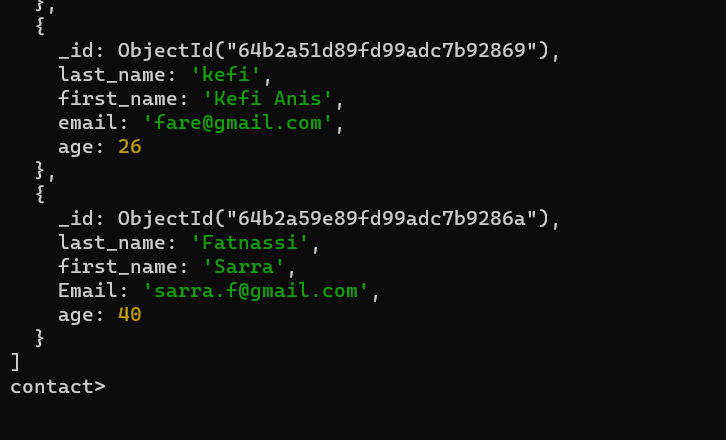 },
{
_id: ObjectId("64b2a51d89fd99adc7b92869"),
last_name: 'kefi',
first_name: 'Kefi Anis',
email: 'fare@gmail.com',
age: 26
},
{
_id: ObjectId("64b2a59e89fd99adc7b9286a"),
last_name: 'Fatnassi',
first_name: 'Sarra',
Email: 'sarra.f@gmail.com',
age: 40
}
]
contact>